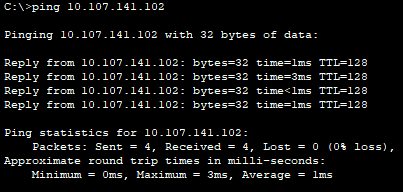 C:\>ping 10.107.141.102
Pinging 10.107.141.102 with 32 bytes of data:
Reply from 10.107.141.102: bytes=32 time=1ms TTL=128
Reply from 10.107.141.102: bytes=32 time=3ms TTL=128
Reply from 10.107.141.102: bytes=32 time<1ms TTL=128
Reply from 10.107.141.102: bytes=32 time=1ms TTL=128
Ping statistics for 10.107.141.102:
Packets: Sent = 4, Received = 4, Lost = 0 (0% loss),
Approximate round trip times in milli-seconds:
Minimum = 0ms, Maximum = 3ms, Average = 1ms